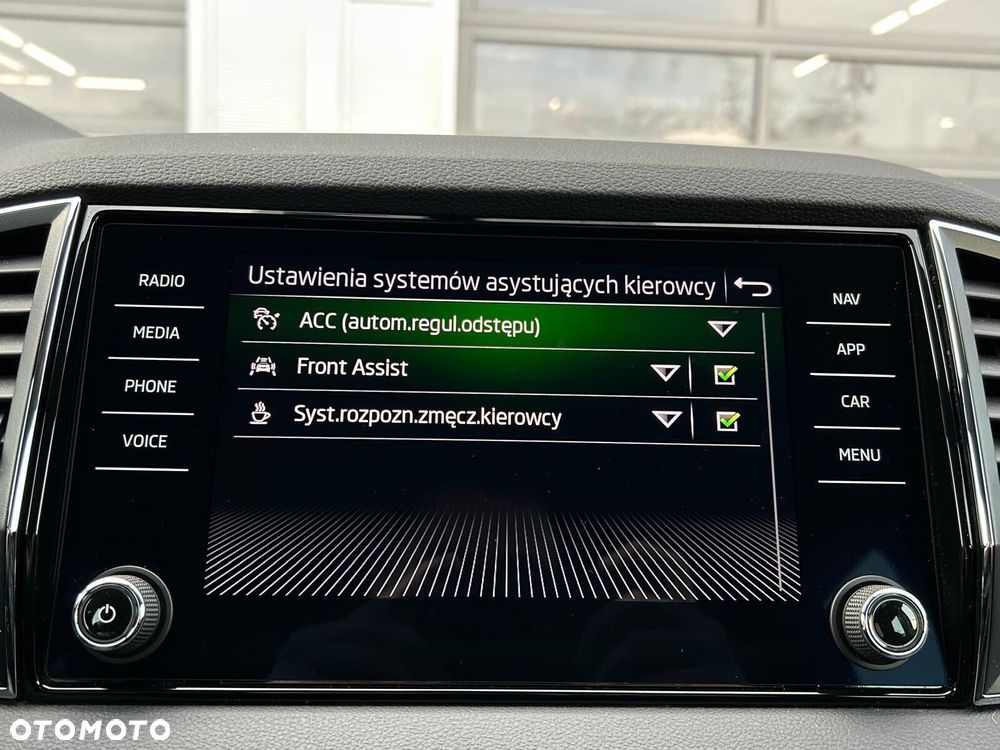 Ustawienia systemów asystujących kierowcy
RADIO
NAV
ACC (autom.regul.odstępu)
MEDIA
APP
Front Assist
PHONE
CAR
Syst.rozpozn.zmęcz.kierowcy
VOICE
MENU
OTOMOTO